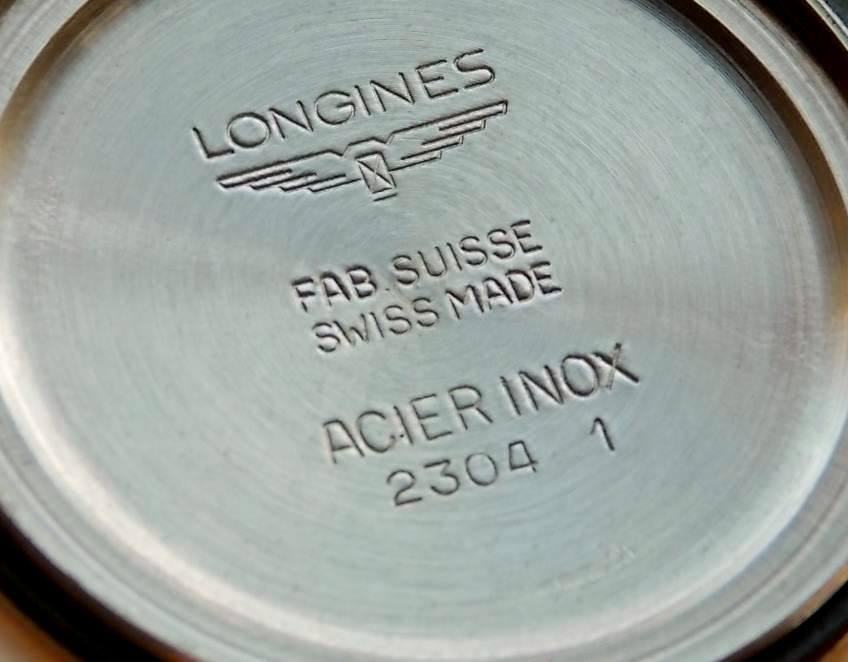 LONGINES
FAB. SUISSE
SWISS MADE
ACIER INOX
2304 1